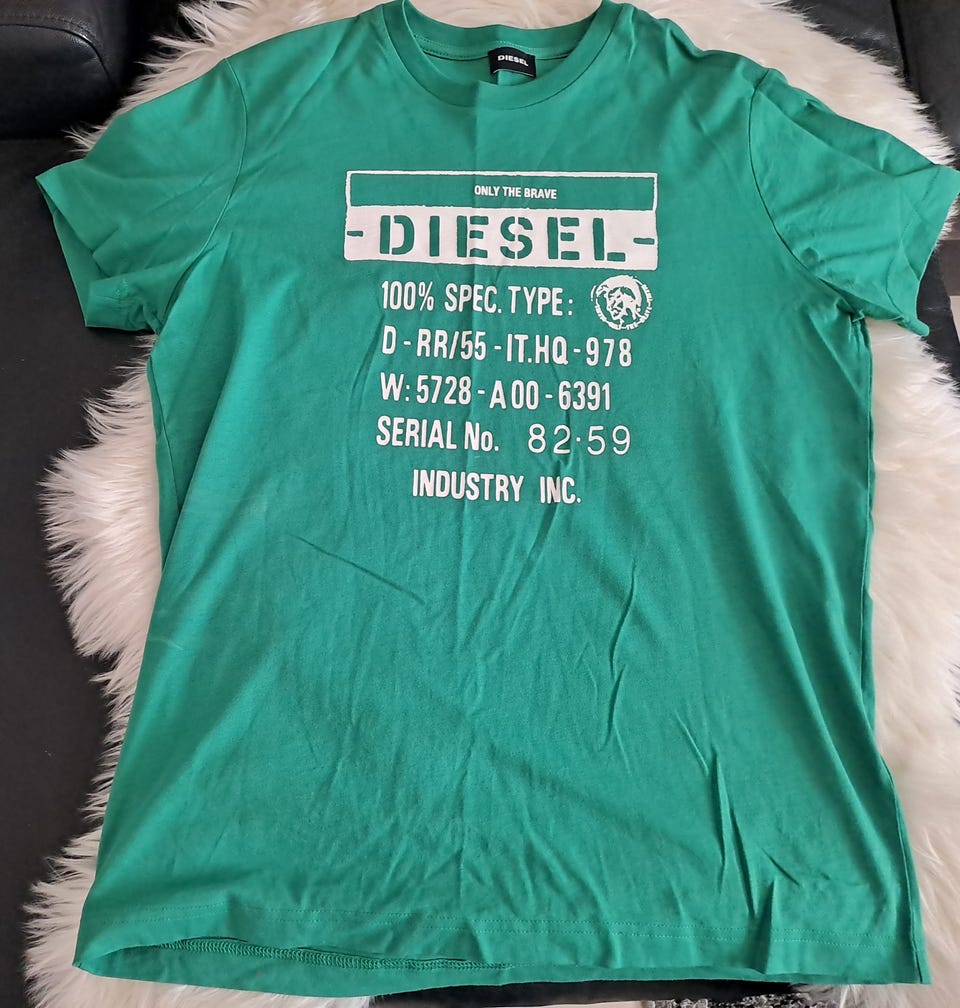 DIESEL
ONLY THE BRAVE
-DIESEL-
100% SPEC. TYPE:
D-RR/55-IT.HQ-978
W:5728-A00-6391
SERIAL No. 82·59
INDUSTRY INC.